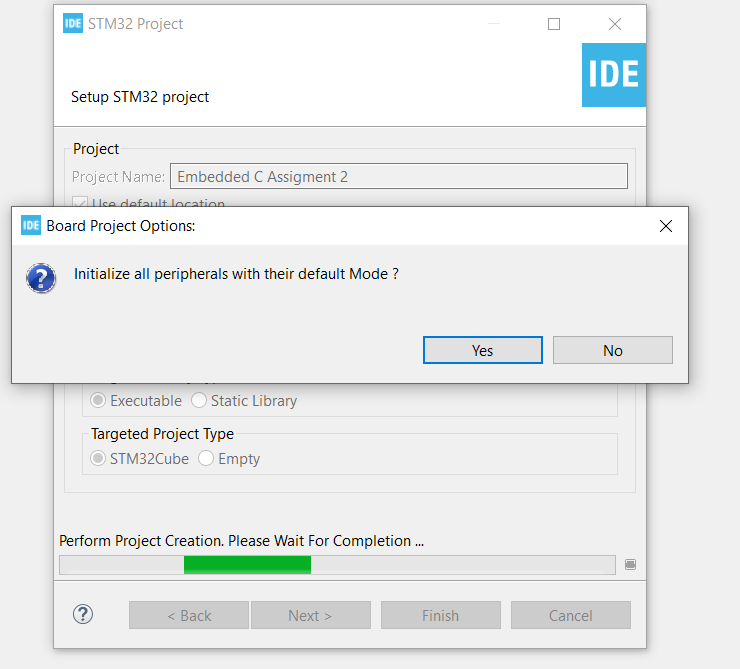 IDE STM32 Project
IDE
Setup STM32 project
Project
Project Name: Embedded C Assigment 2
Use default location
IDE Board Project Options:
? Initialize all peripherals with their default Mode ?
Yes No
Executable Static Library
Targeted Project Type
STM32Cube Empty
Perform Project Creation. Please Wait For Completion ...
? < Back Next > Finish Cancel